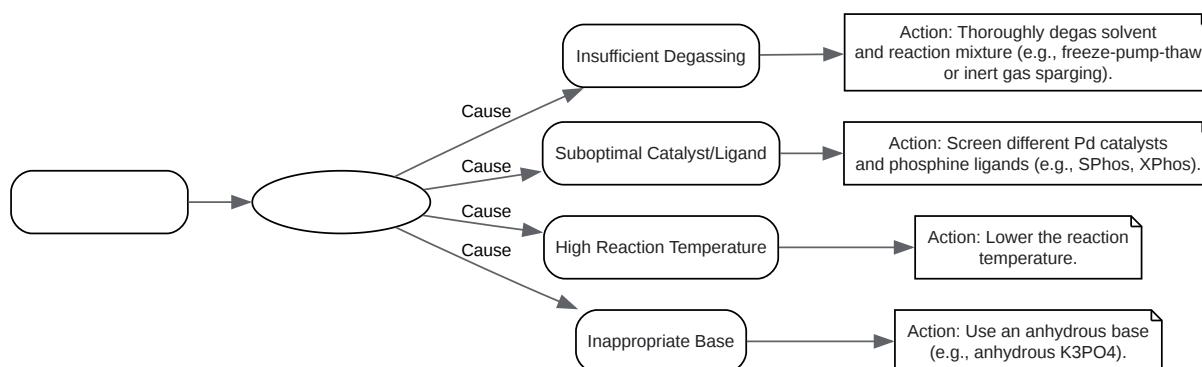 Insufficient Degassing
Action: Thoroughly degas solvent
and reaction mixture (e.g., freeze-pump-thaw
or inert gas sparging).
Cause
Suboptimal Catalyst/Ligand
Action: Screen different Pd catalysts
and phosphine ligands (e.g., SPhos, XPhos).
Cause
Cause
High Reaction Temperature
Action: Lower the reaction
temperature.
Cause
Inappropriate Base
Action: Use an anhydrous base
(e.g., anhydrous K3PO4).